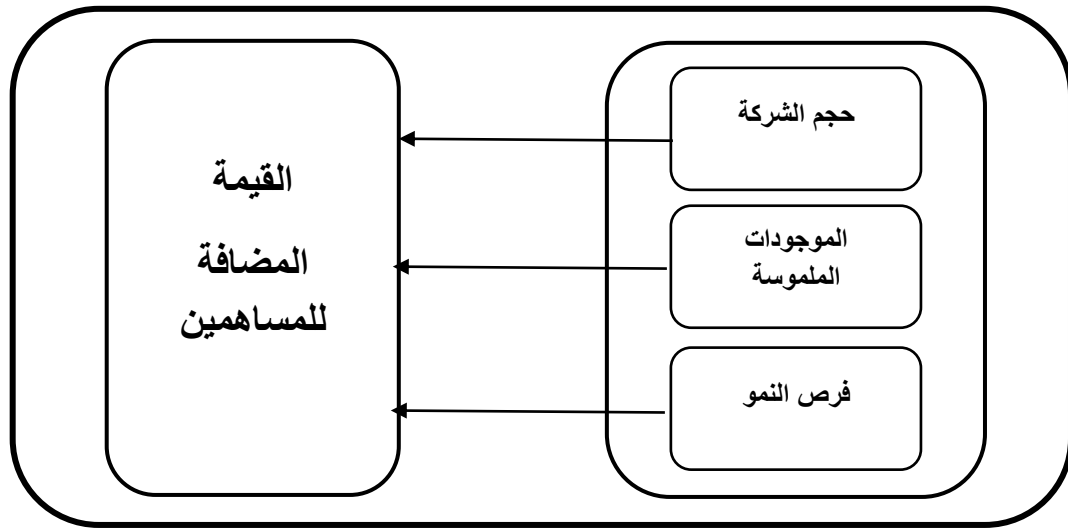 حجم الشركة
الموجودات
الملموسة
فرص النمو
القيمة
المضافة
للمساهمين